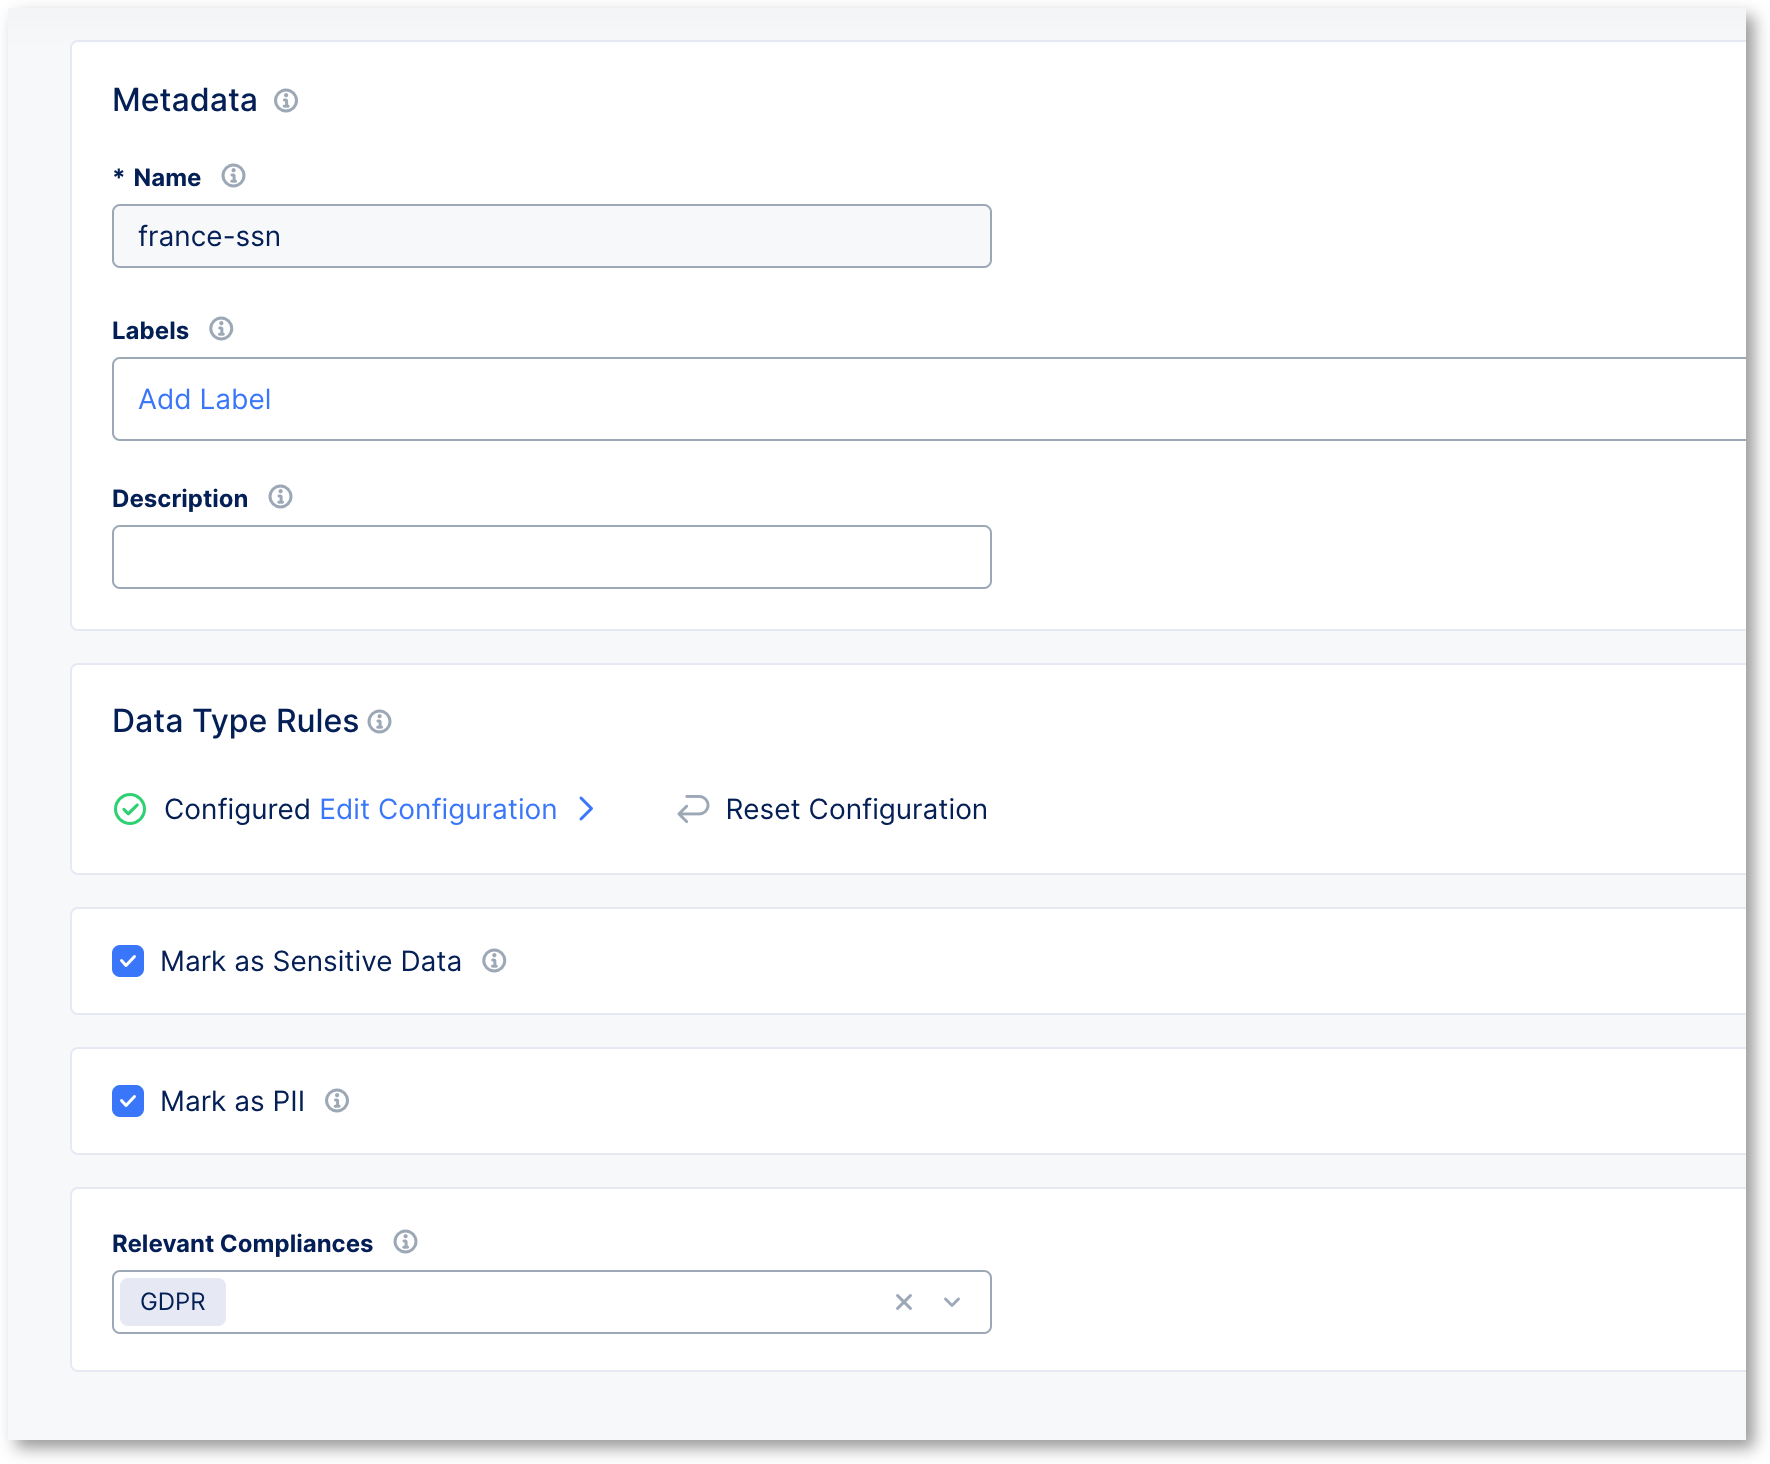 Metadata
* Name
france-ssn
Labels
Add Label
Description
Data Type Rules
Configured Edit Configuration Reset Configuration
Mark as Sensitive Data
Mark as PII
Relevant Compliances
GDPR